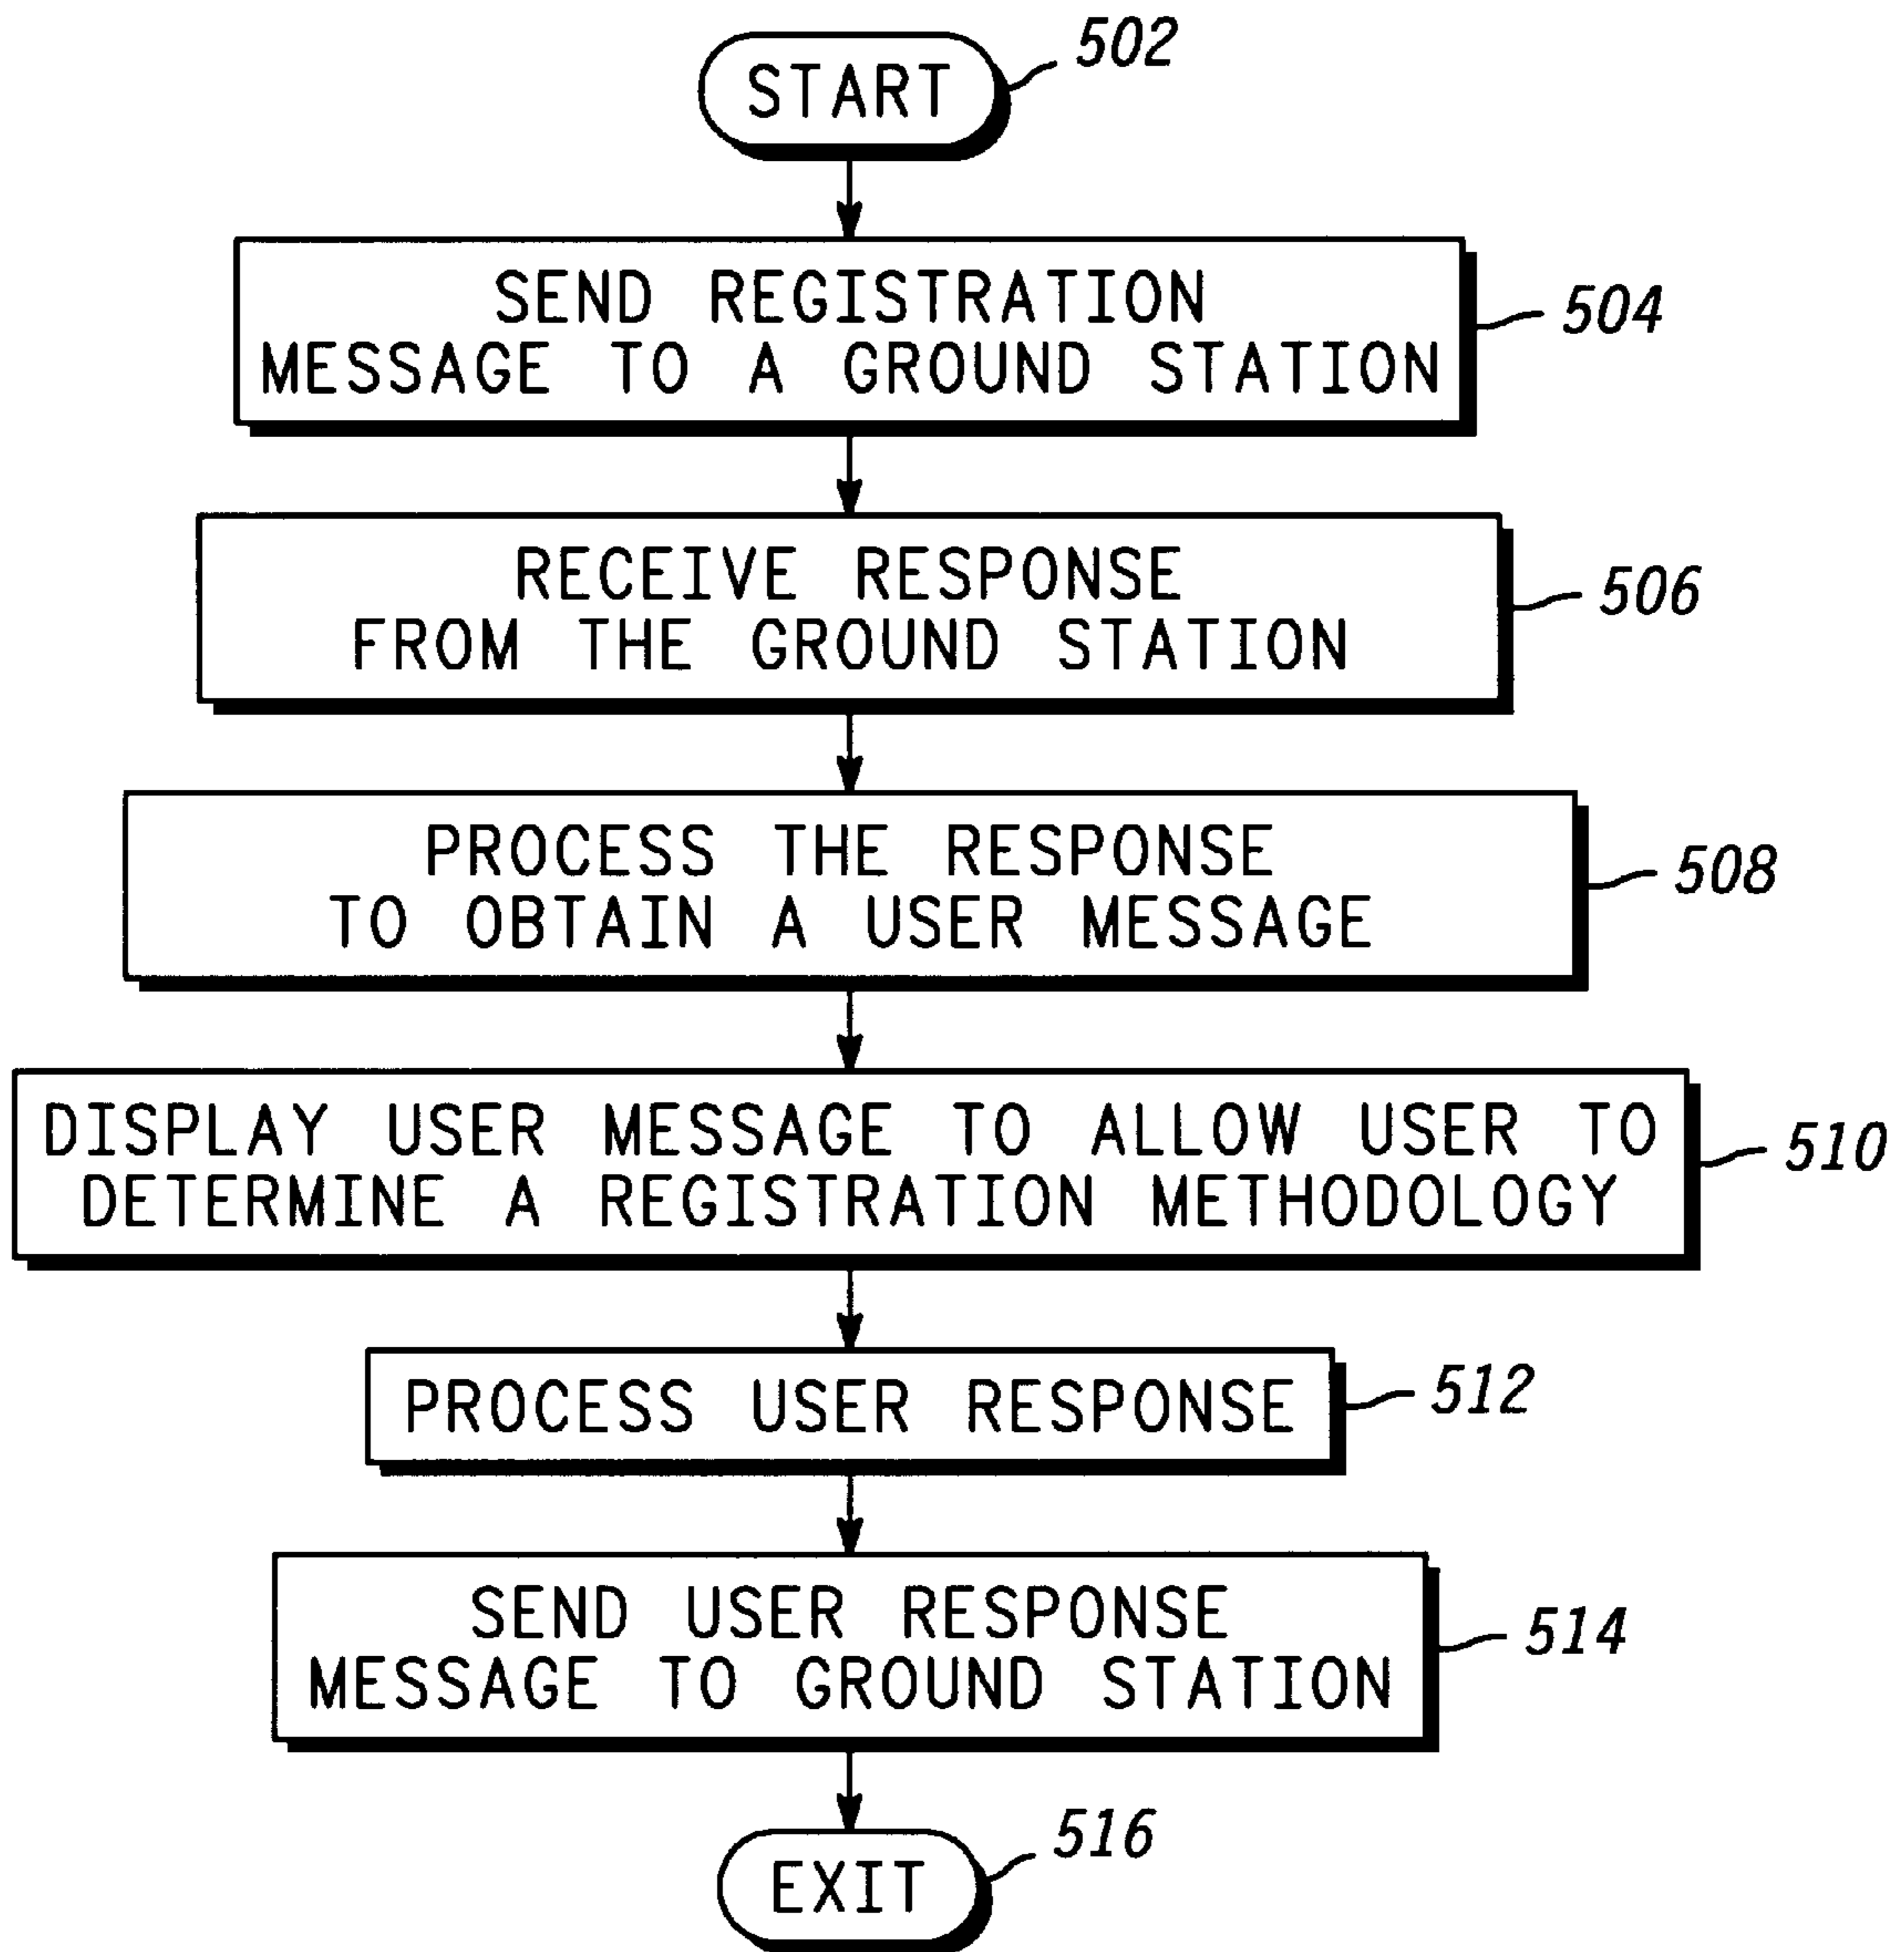 START
502
SEND REGISTRATION
MESSAGE TO A GROUND STATION
504
RECEIVE RESPONSE
FROM THE GROUND STATION
506
PROCESS THE RESPONSE
TO OBTAIN A USER MESSAGE
508
DISPLAY USER MESSAGE TO ALLOW USER TO
DETERMINE A REGISTRATION METHODOLOGY
510
PROCESS USER RESPONSE
512
SEND USER RESPONSE
MESSAGE TO GROUND STATION
514
EXIT
516